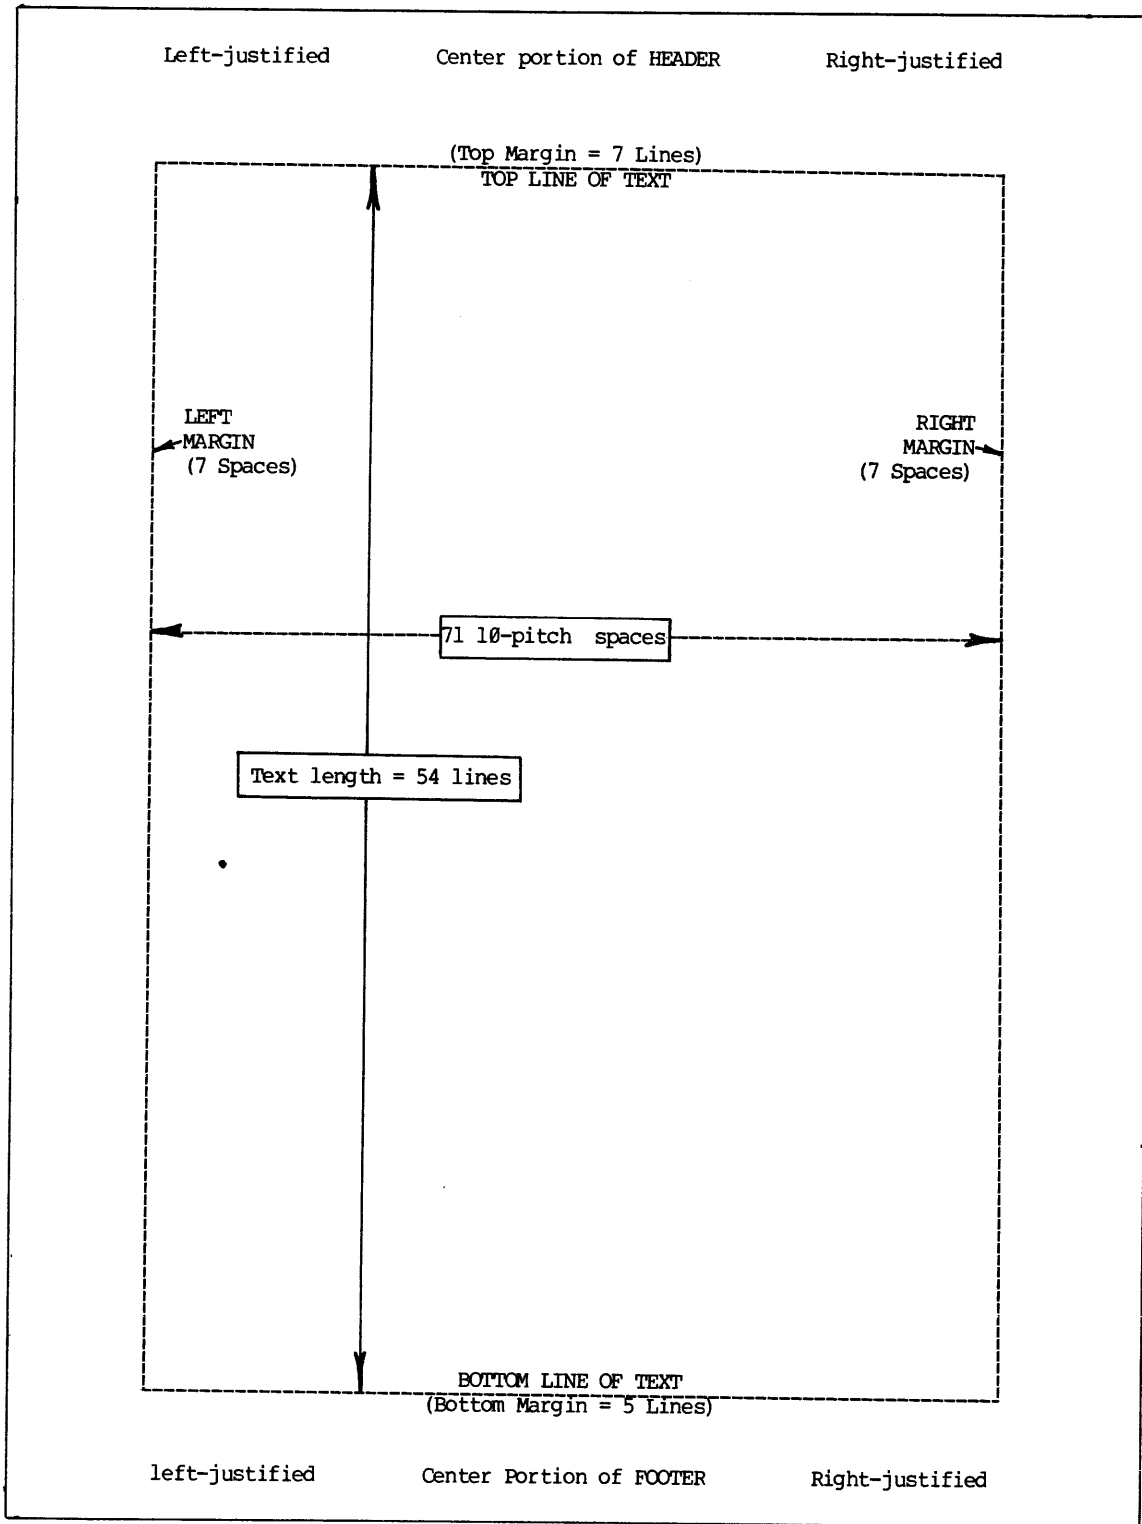 Left-justified Center portion of HEADER Right-justified
(Top Margin = 7 Lines)
TOP LINE OF TEXT
LEFT
MARGIN
(7 Spaces)
RIGHT
MARGIN
(7 Spaces)
71 10-pitch spaces
Text length = 54 lines
BOTTOM LINE OF TEXT
(Bottom Margin = 5 Lines)
left-justified Center Portion of FOOTER Right-justified